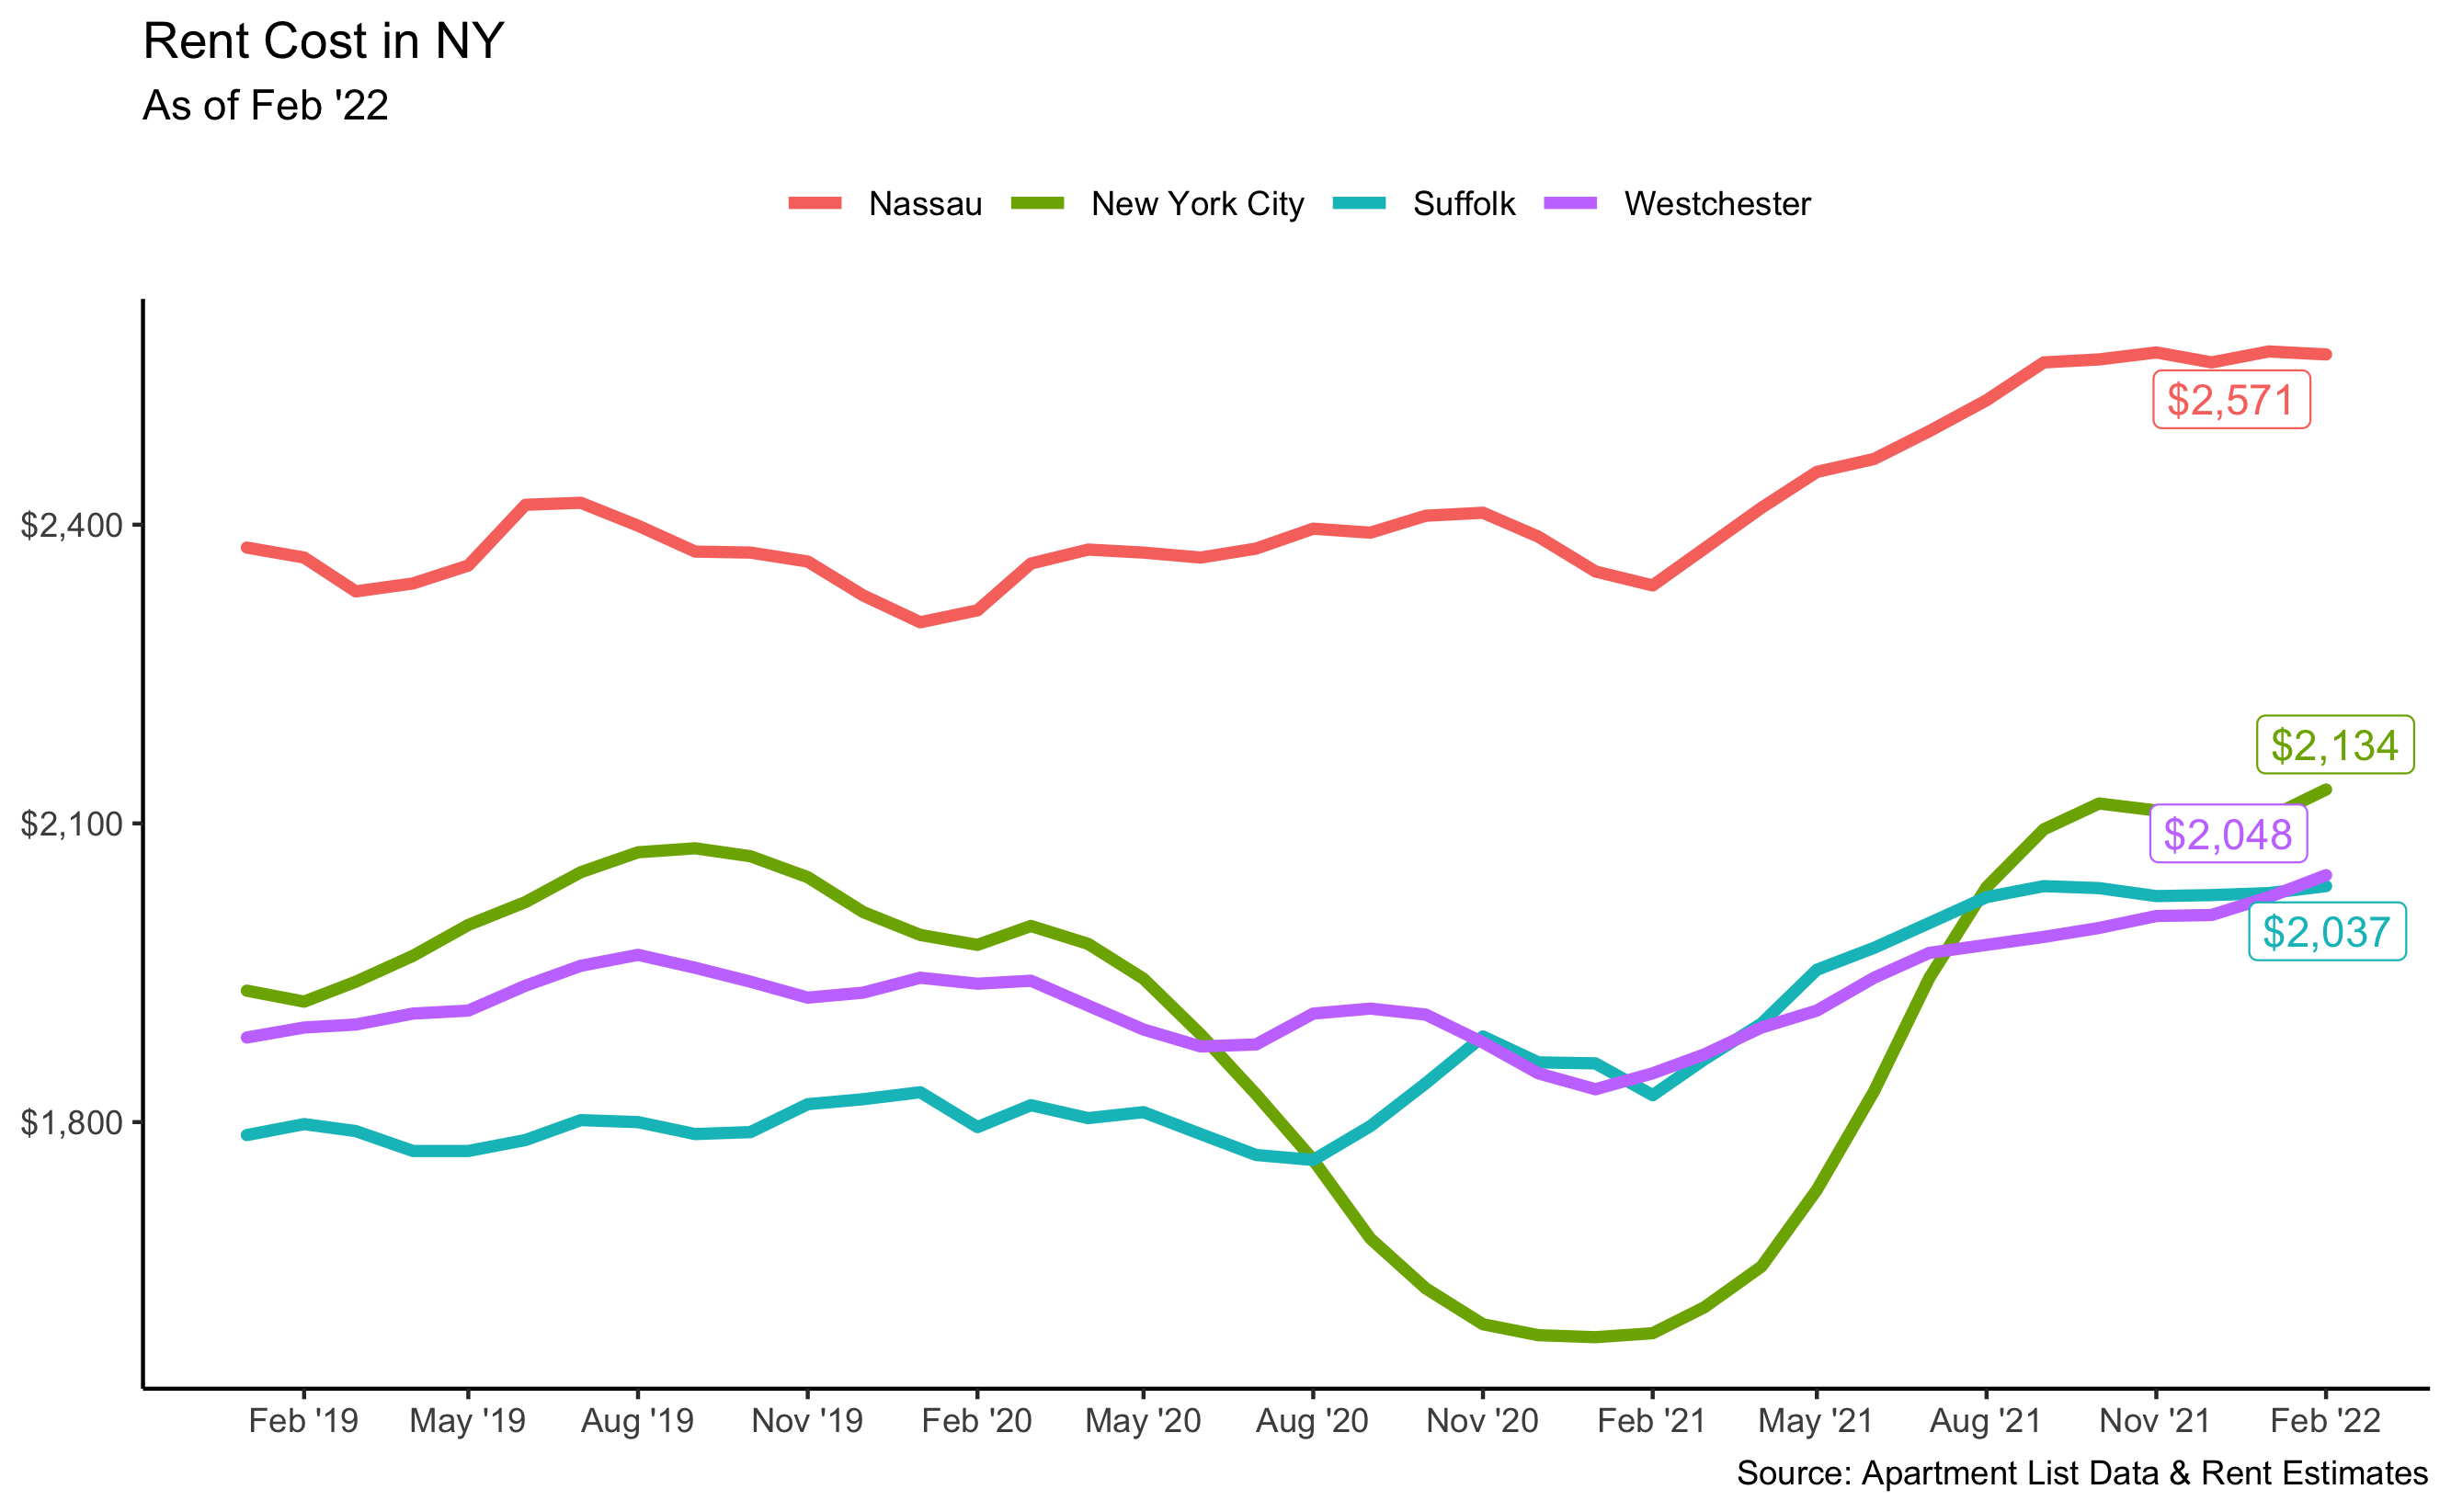 Rent Cost in NY
As of Feb '22
Nassau New York City Suffolk Westchester
$2,571
$2,400
$2,134
$2,100
$2,048
$2,037
$1,800
Feb '19 May '19 Aug '19 Nov '19 Feb '20 May '20 Aug '20 Nov '20 Feb '21 May '21 Aug '21 Nov '21 Feb '22
Source: Apartment List Data & Rent Estimates